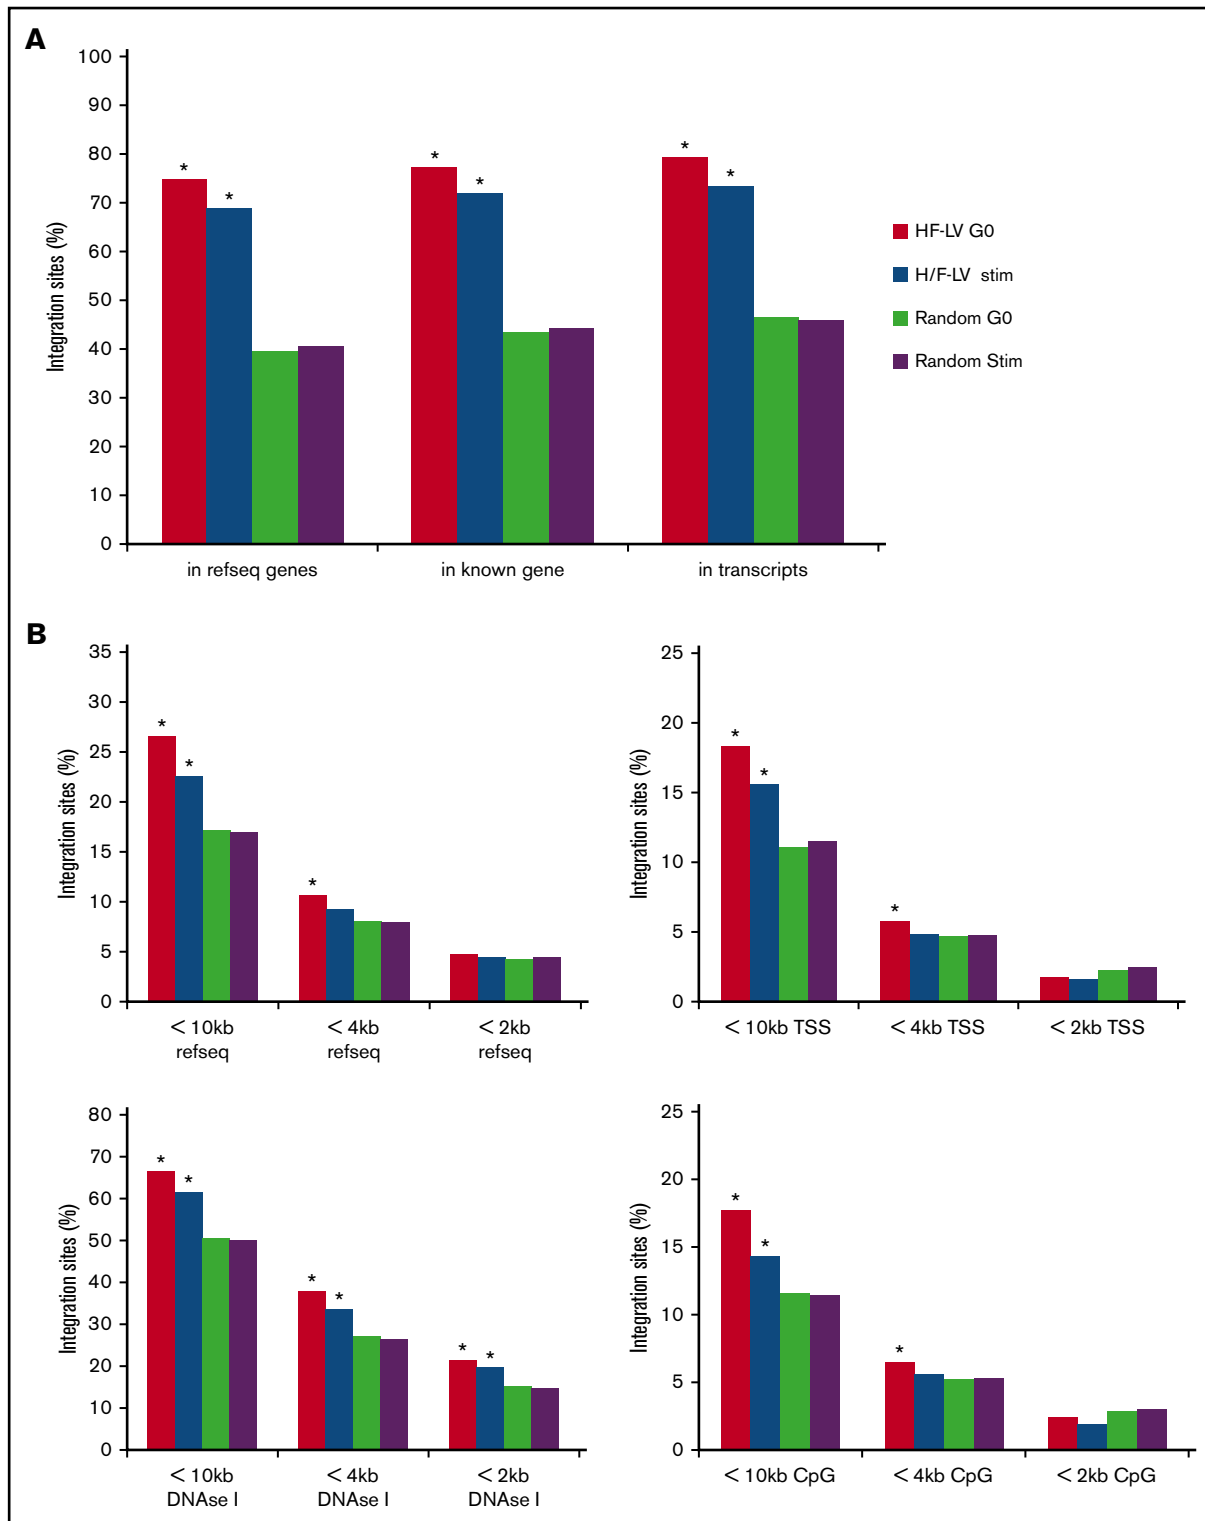 A
Integration sites (%)
100
90
80
70
60
50
40
30
20
10
0
* * * * * *
in refseq genes in known gene in transcripts
HF-LV G0
H/F-LV stim
Random G0
Random Stim
B
Integration sites (%)
35
30
25
20
15
10
5
0
* * *
< 10kb refseq
< 4kb refseq
< 2kb refseq
Integration sites (%)
25
20
15
10
5
0
* * *
< 10kb TSS < 4kb TSS < 2kb TSS
Integration sites (%)
80
70
60
50
40
30
20
10
0
* * * * * *
< 10kb DNAse I
< 4kb DNAse I
< 2kb DNAse I
Integration sites (%)
25
20
15
10
5
0
* * *
< 10kb CpG < 4kb CpG < 2kb CpG